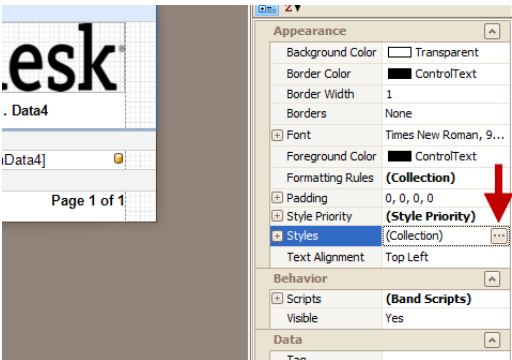 esk
. Data4
Data4]
Page 1 of 1
Appearance
Background Color Transparent
Border Color ControlText
Border Width 1
Borders None
Font Times New Roman, 9...
Foreground Color ControlText
Formatting Rules (Collection)
Padding 0, 0, 0, 0
Style Priority (Style Priority)
Styles (Collection) ...
Text Alignment Top Left
Behavior
Scripts (Band Scripts)
Visible Yes
Data
Tag